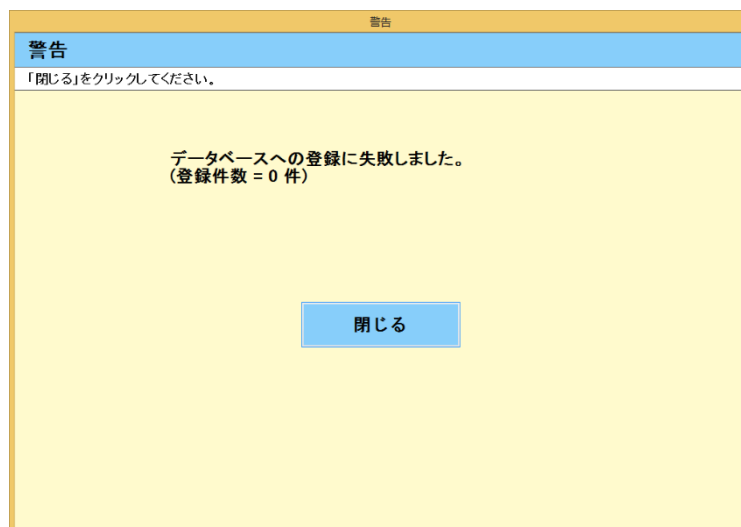 警告
警告
「閉じる」をクリックしてください。
データベースへの登録に失敗しました。
(登録件数 = 0 件)
閉じる